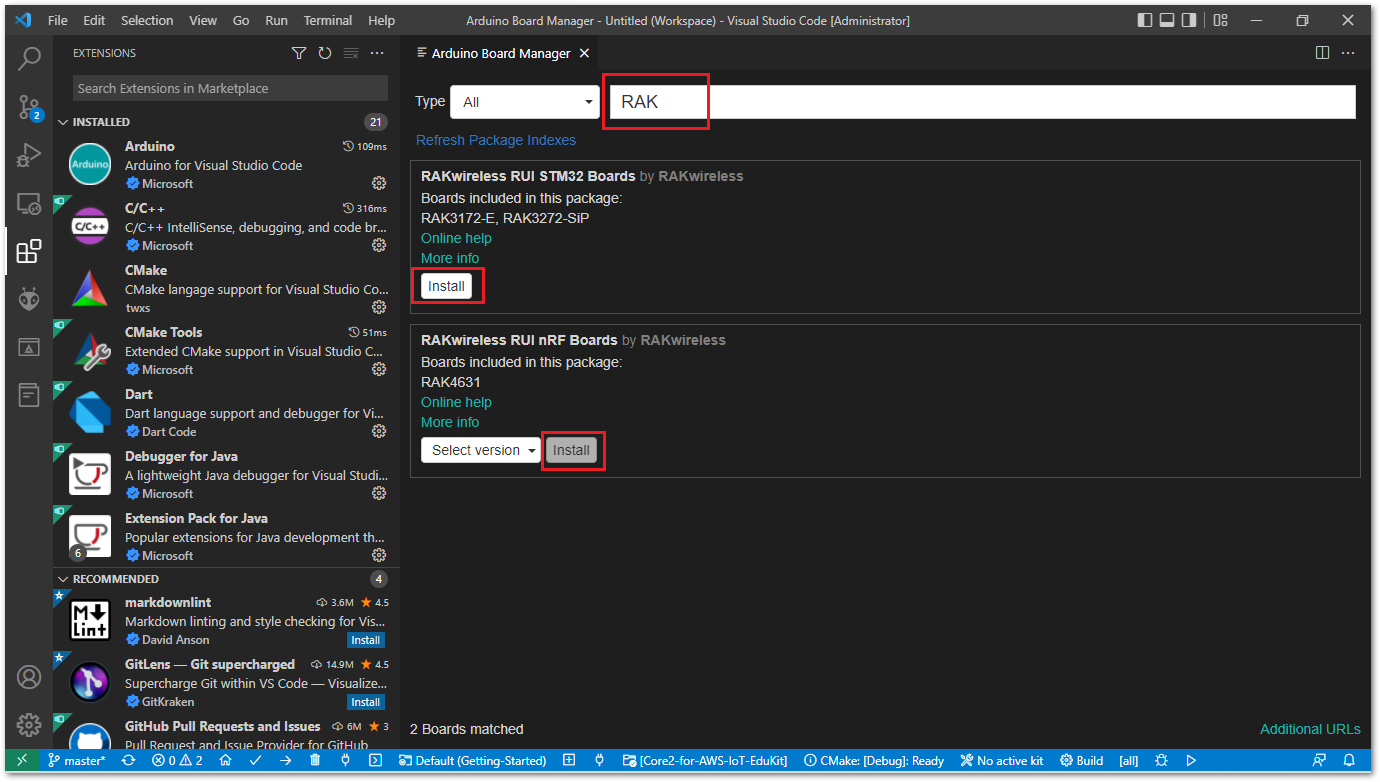 File Edit Selection View Go Run Terminal Help
Arduino Board Manager - Untitled (Workspace) - Visual Studio Code [Administrator]
EXTENSIONS
Search Extensions in Marketplace
INSTALLED 21
Arduino 109ms
Arduino for Visual Studio Code
Microsoft
C/C++ 316ms
C/C++ IntelliSense, debugging, and code br...
Microsoft
CMake
CMake langage support for Visual Studio Co...
twxs
CMake Tools 51ms
Extended CMake support in Visual Studio C...
Microsoft
Dart
Dart language support and debugger for Vi...
Dart Code
Debugger for Java
A lightweight Java debugger for Visual Studi...
Microsoft
Extension Pack for Java
Popular extensions for Java development th...
6
Microsoft
RECOMMENDED 4
markdownlint 3.6M 4.5
Markdown linting and style checking for Vis...
David Anson Install
GitLens — Git supercharged 14.9M 4.5
Supercharge Git within VS Code — Visualize...
GitKraken Install
GitHub Pull Requests and Issues 6M 3
Pull Request and Issue Provider for GitHub
2
Arduino
C/C++
M Lint
Arduino Board Manager
Type All RAK
Refresh Package Indexes
RAKwireless RUI STM32 Boards by RAKwireless
Boards included in this package:
RAK3172-E, RAK3272-SiP
Online help
More info
Install
RAKwireless RUI nRF Boards by RAKwireless
Boards included in this package:
RAK4631
Online help
More info
Select version Install
2 Boards matched Additional URLs
master* 0 2 Default (Getting-Started) [Core2-for-AWS-IoT-EduKit] CMake: [Debug]: Ready No active kit Build [all]